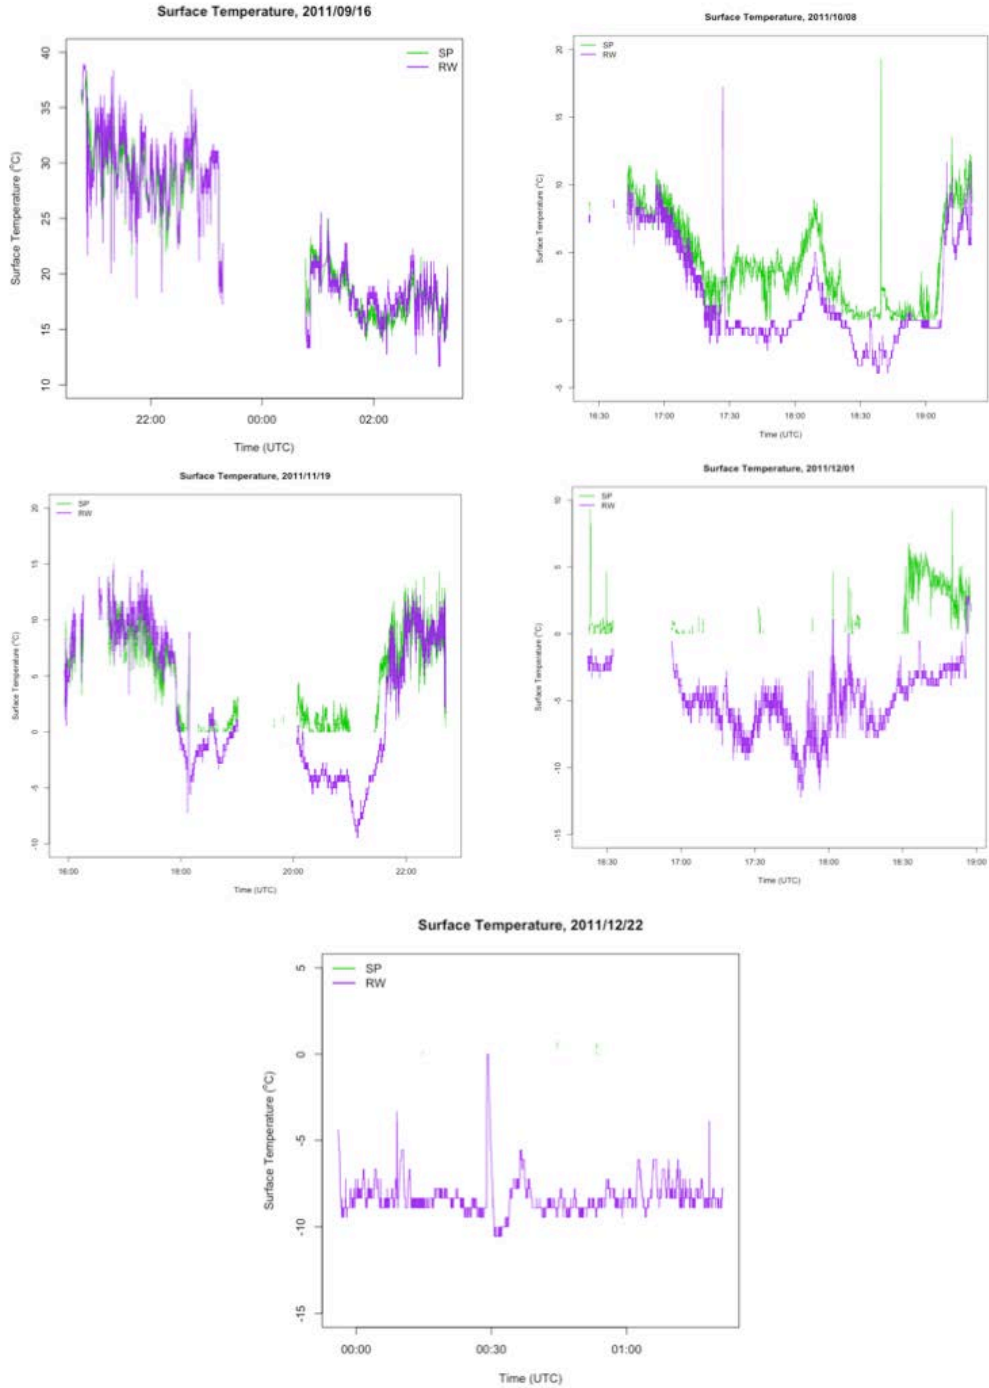 Surface Temperature, 2011/09/16
SP
RW
Surface Temperature (°C)
40
35
30
25
20
15
10
22:00 00:00 02:00
Time (UTC)
Surface Temperature, 2011/10/08
SP
RW
Surface Temperature (°C)
20
15
10
5
0
-5
16:30 17:00 17:30 18:00 18:30 19:00
Time (UTC)
Surface Temperature, 2011/11/19
SP
RW
Surface Temperature (°C)
20
15
10
5
0
-5
-10
16:00 18:00 20:00 22:00
Time (UTC)
Surface Temperature, 2011/12/01
SP
RW
Surface Temperature (°C)
10
5
0
-5
-10
-15
16:30 17:00 17:30 18:00 18:30 19:00
Time (UTC)
Surface Temperature, 2011/12/22
SP
RW
Surface Temperature (°C)
5
0
-5
-10
-15
00:00 00:30 01:00
Time (UTC)